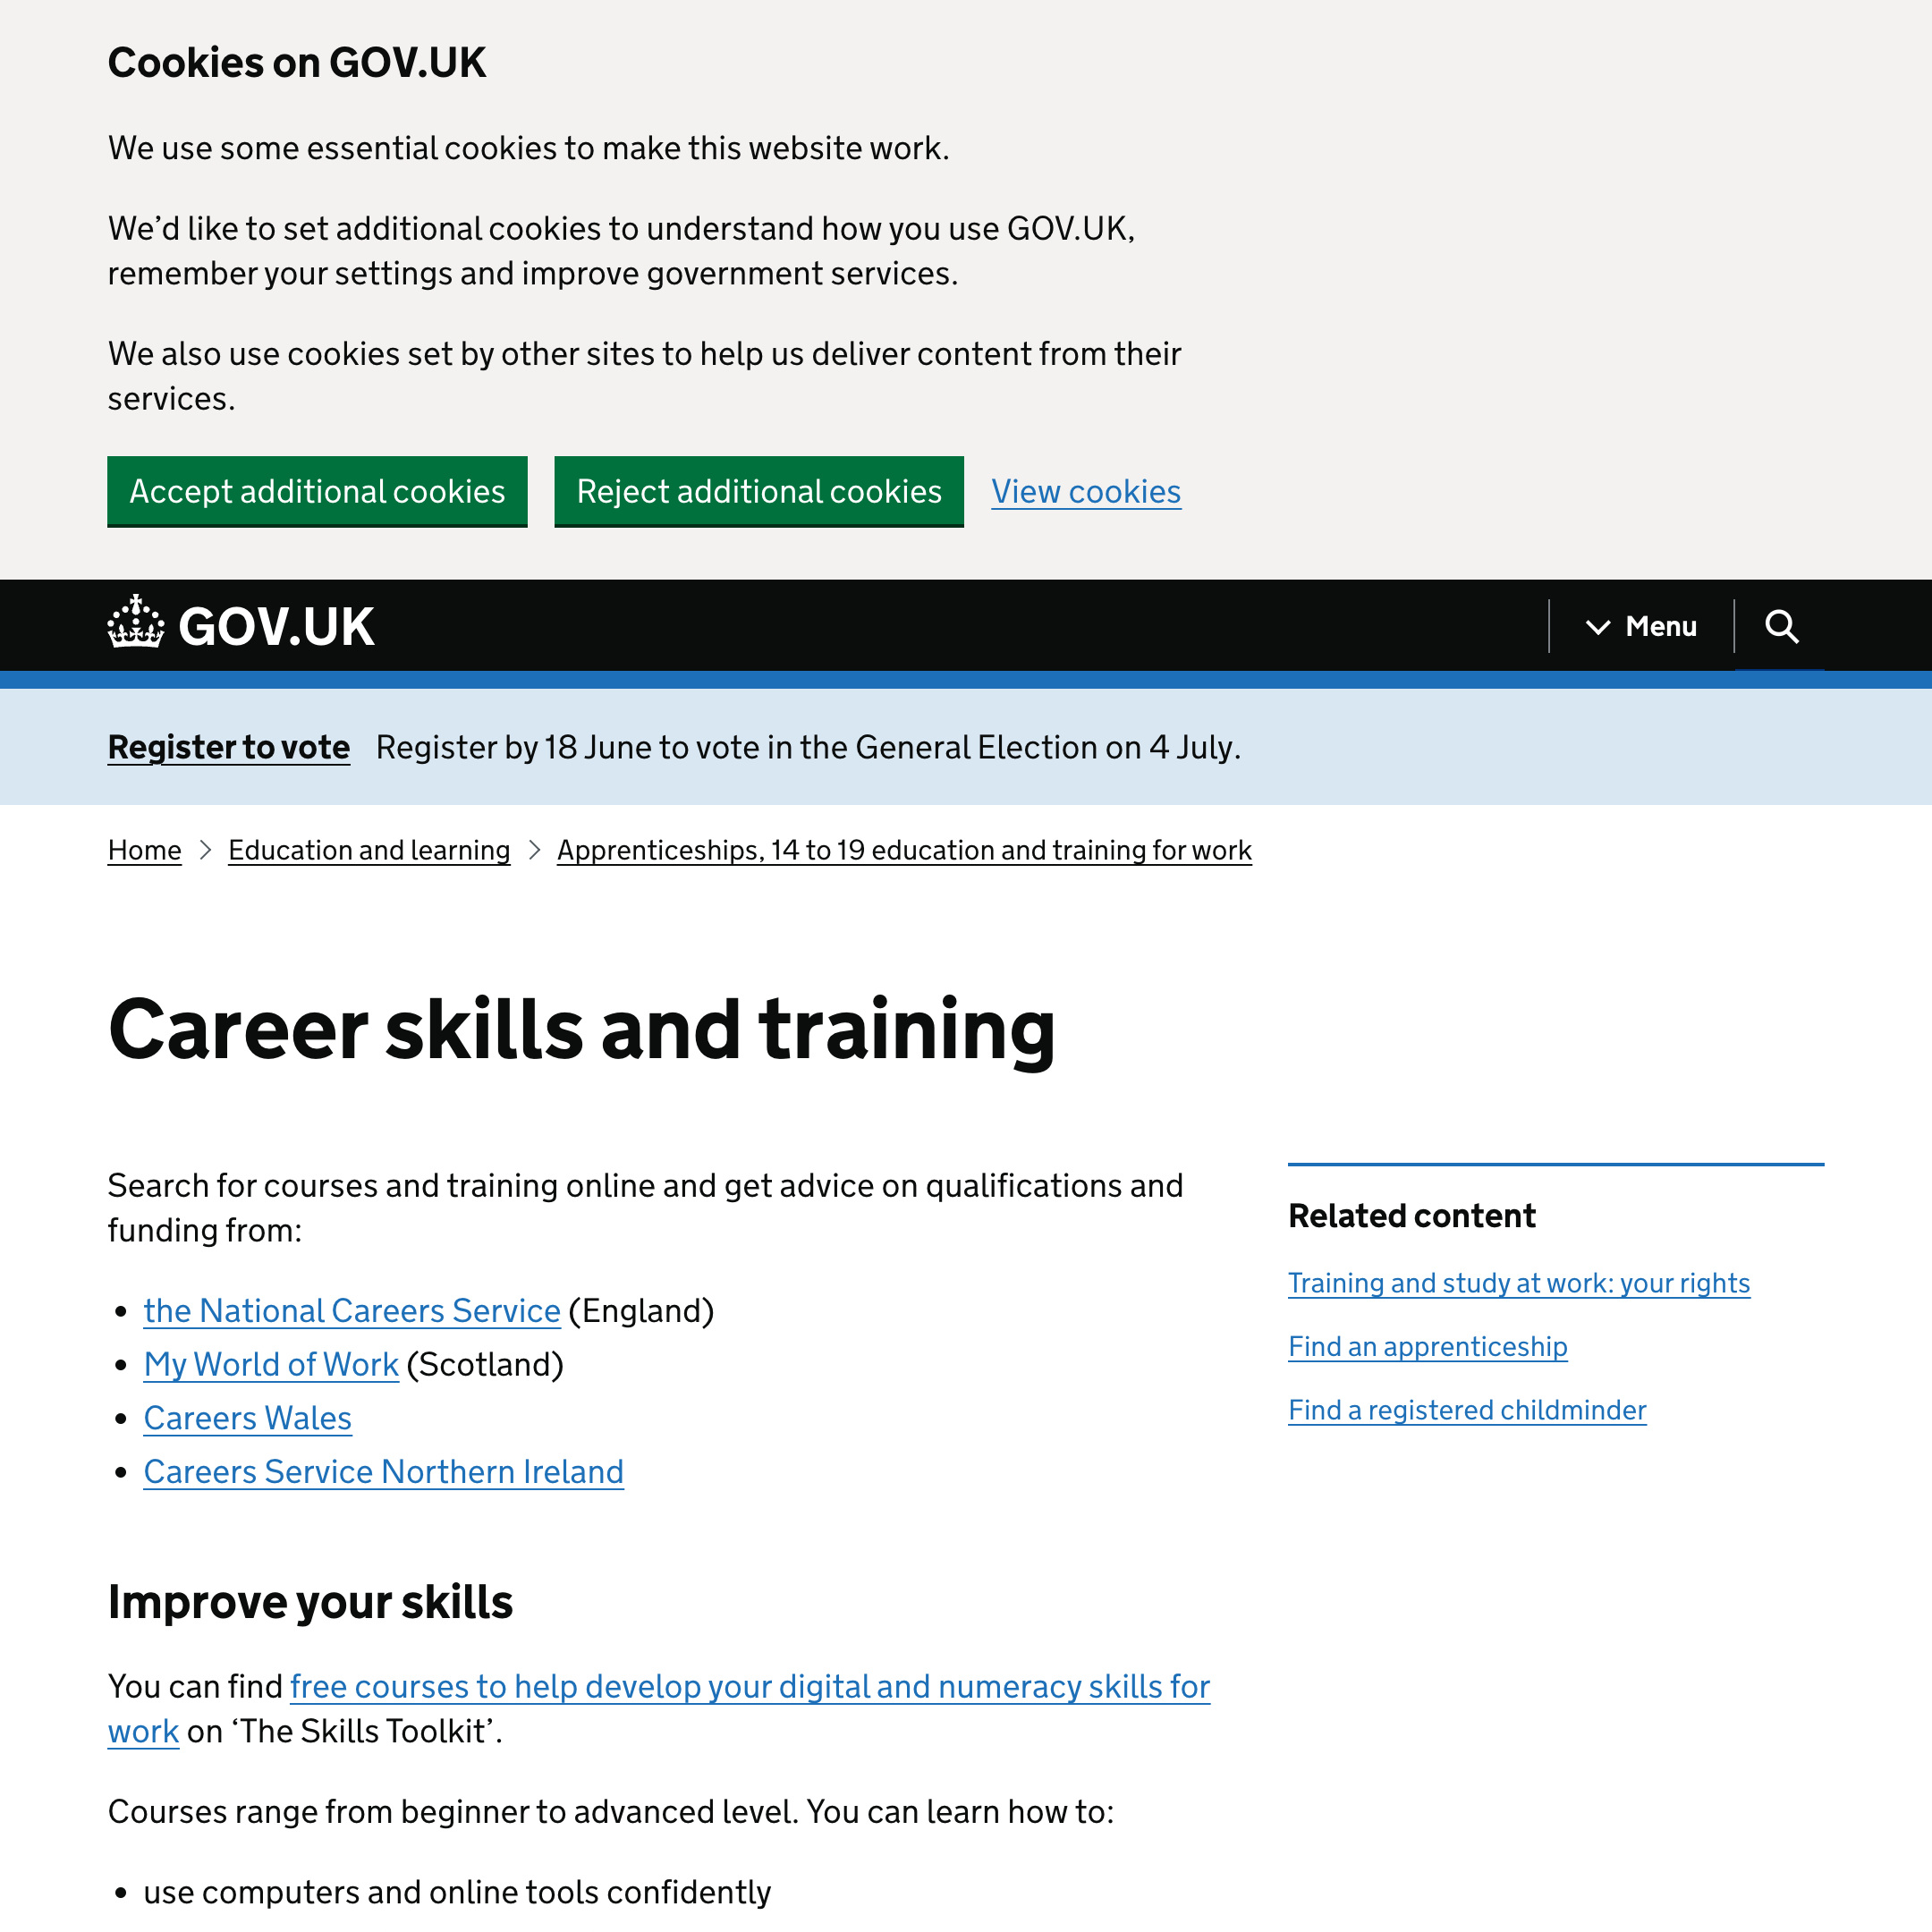 Cookies on GOV.UK
We use some essential cookies to make this website work.
We’d like to set additional cookies to understand how you use GOV.UK,
remember your settings and improve government services.
We also use cookies set by other sites to help us deliver content from their
services.
Accept additional cookies Reject additional cookies View cookies
GOV.UK Menu
Register to vote Register by 18 June to vote in the General Election on 4 July.
Home Education and learning Apprenticeships, 14 to 19 education and training for work
Career skills and training
Search for courses and training online and get advice on qualifications and
funding from:
• the National Careers Service (England)
• My World of Work (Scotland)
• Careers Wales
• Careers Service Northern Ireland
Related content
Training and study at work: your rights
Find an apprenticeship
Find a registered childminder
Improve your skills
You can find free courses to help develop your digital and numeracy skills for
work on ‘The Skills Toolkit’.
Courses range from beginner to advanced level. You can learn how to:
• use computers and online tools confidently